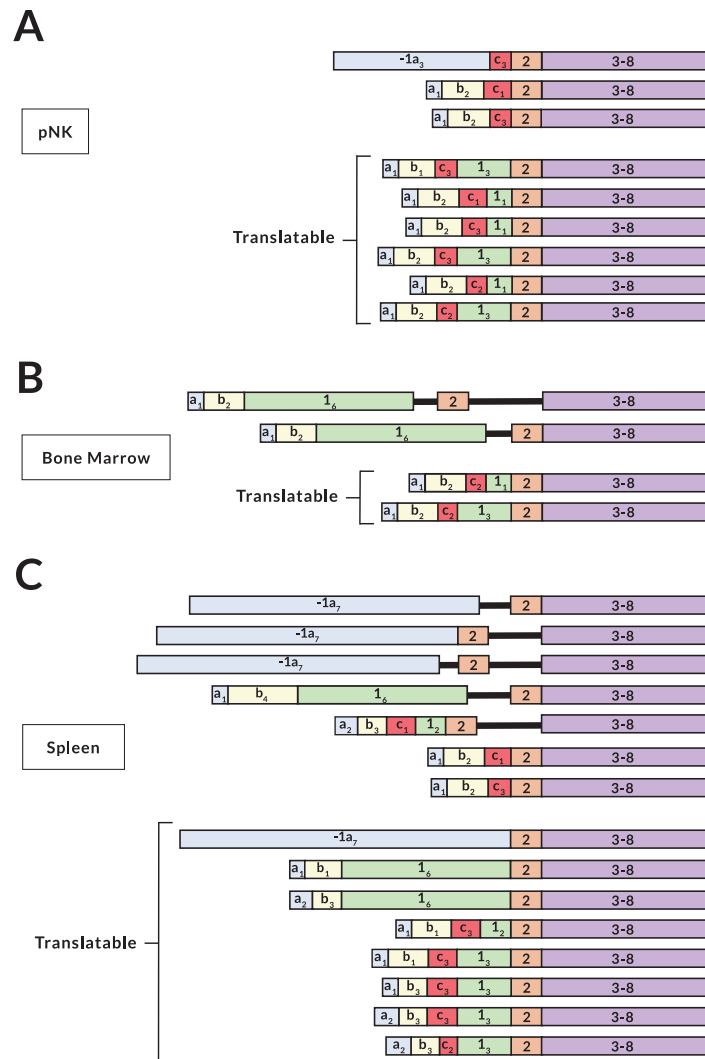 A
-1a₃ c₃ 2 3-8
a₁ b₂ c₁ 2 3-8
a₁ b₂ c₃ 2 3-8
pNK
a₁ b₁ c₃ 1₃ 2 3-8
a₁ b₂ c₁ 1₁ 2 3-8
a₁ b₂ c₃ 1₁ 2 3-8
Translatable
a₁ b₂ c₃ 1₃ 2 3-8
a₁ b₂ c₂ 1₁ 2 3-8
a₁ b₂ c₂ 1₃ 2 3-8
B
a₁ b₂ 1₆ 2 3-8
a₁ b₂ 1₆ 2 3-8
Bone Marrow
a₁ b₂ c₂ 1₁ 2 3-8
Translatable
a₁ b₂ c₂ 1₃ 2 3-8
C
-1a₇ 2 3-8
-1a₇ 2 3-8
-1a₇ 2 3-8
a₁ b₄ 1₆ 2 3-8
a₂ b₃ c₁ 1₂ 2 3-8
Spleen
a₁ b₂ c₁ 2 3-8
a₁ b₂ c₃ 2 3-8
-1a₇ 2 3-8
a₁ b₁ 1₆ 2 3-8
a₂ b₃ 1₆ 2 3-8
a₁ b₁ c₃ 1₂ 2 3-8
Translatable
a₁ b₁ c₃ 1₃ 2 3-8
a₁ b₃ c₃ 1₃ 2 3-8
a₂ b₃ c₃ 1₃ 2 3-8
a₂ b₃ c₂ 1₃ 2 3-8